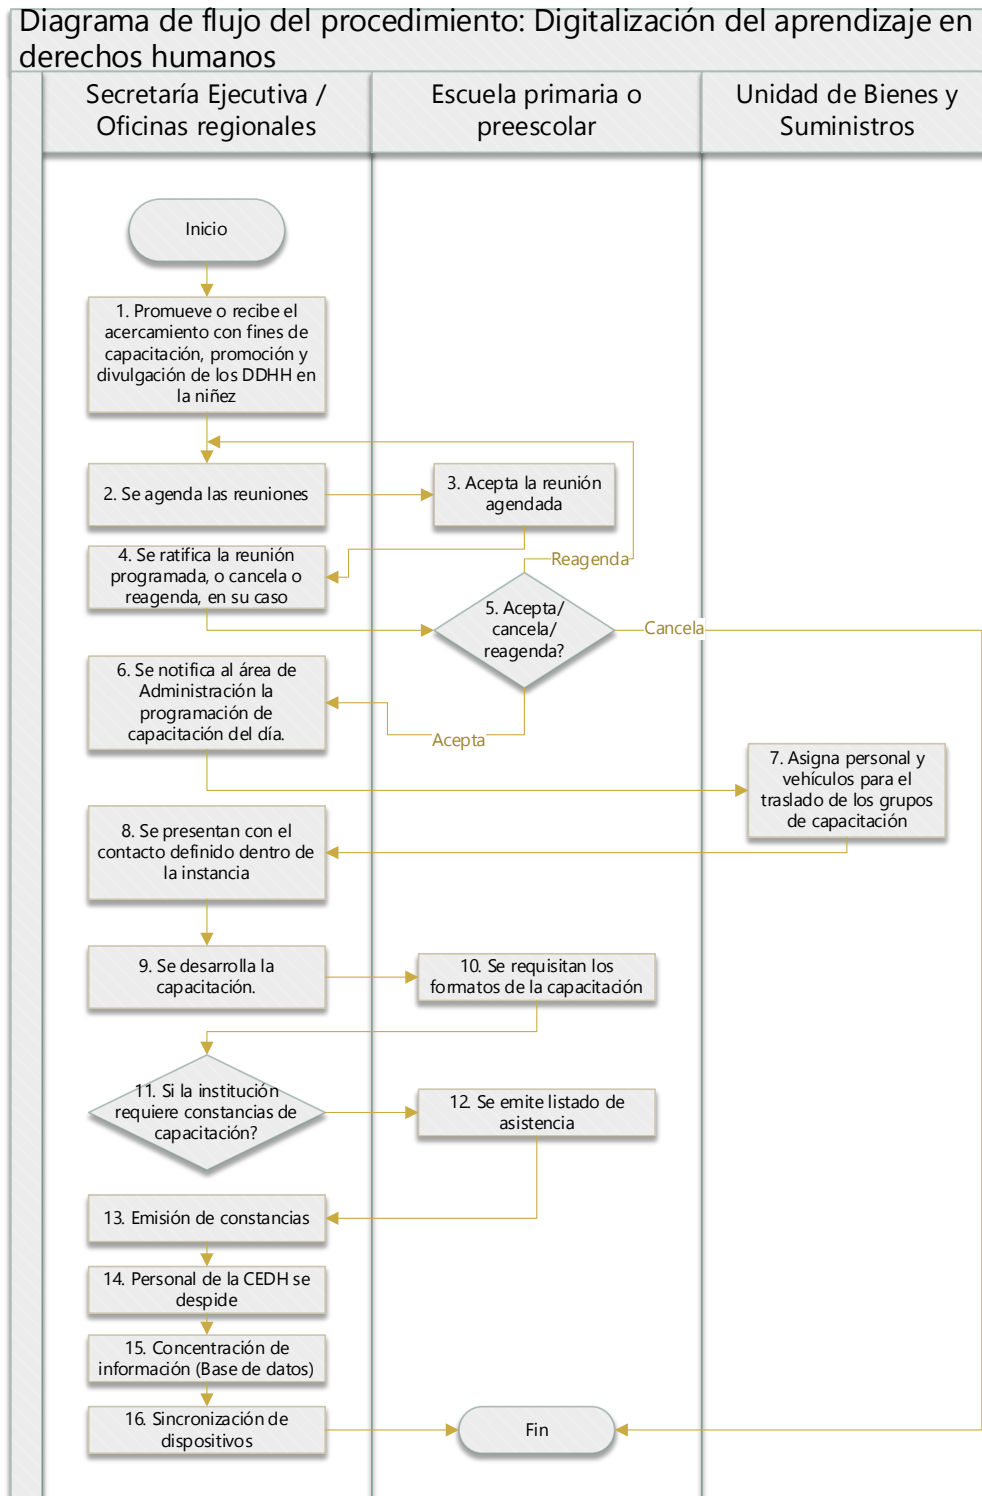 Diagrama de flujo del procedimiento: Digitalización del aprendizaje en
derechos humanos
Secretaría Ejecutiva /
Oficinas regionales
Escuela primaria o
preescolar
Unidad de Bienes y
Suministros
Inicio
1. Promueve o recibe el
acercamiento con fines de
capacitación, promoción y
divulgación de los DDHH en
la niñez
2. Se agenda las reuniones
3. Acepta la reunión
agendada
4. Se ratifica la reunión
programada, o cancela o
reagenda, en su caso
Reagenda
5. Acepta/
cancela/
reagenda?
Cancela
6. Se notifica al área de
Administración la
programación de
capacitación del día.
Acepta
7. Asigna personal y
vehículos para el
traslado de los grupos
de capacitación
8. Se presentan con el
contacto definido dentro de
la instancia
9. Se desarrolla la
capacitación.
10. Se requisitan los
formatos de la capacitación
11. Si la institución
requiere constancias de
capacitación?
12. Se emite listado de
asistencia
13. Emisión de constancias
14. Personal de la CEDH se
despide
15. Concentración de
información (Base de datos)
16. Sincronización de
dispositivos
Fin